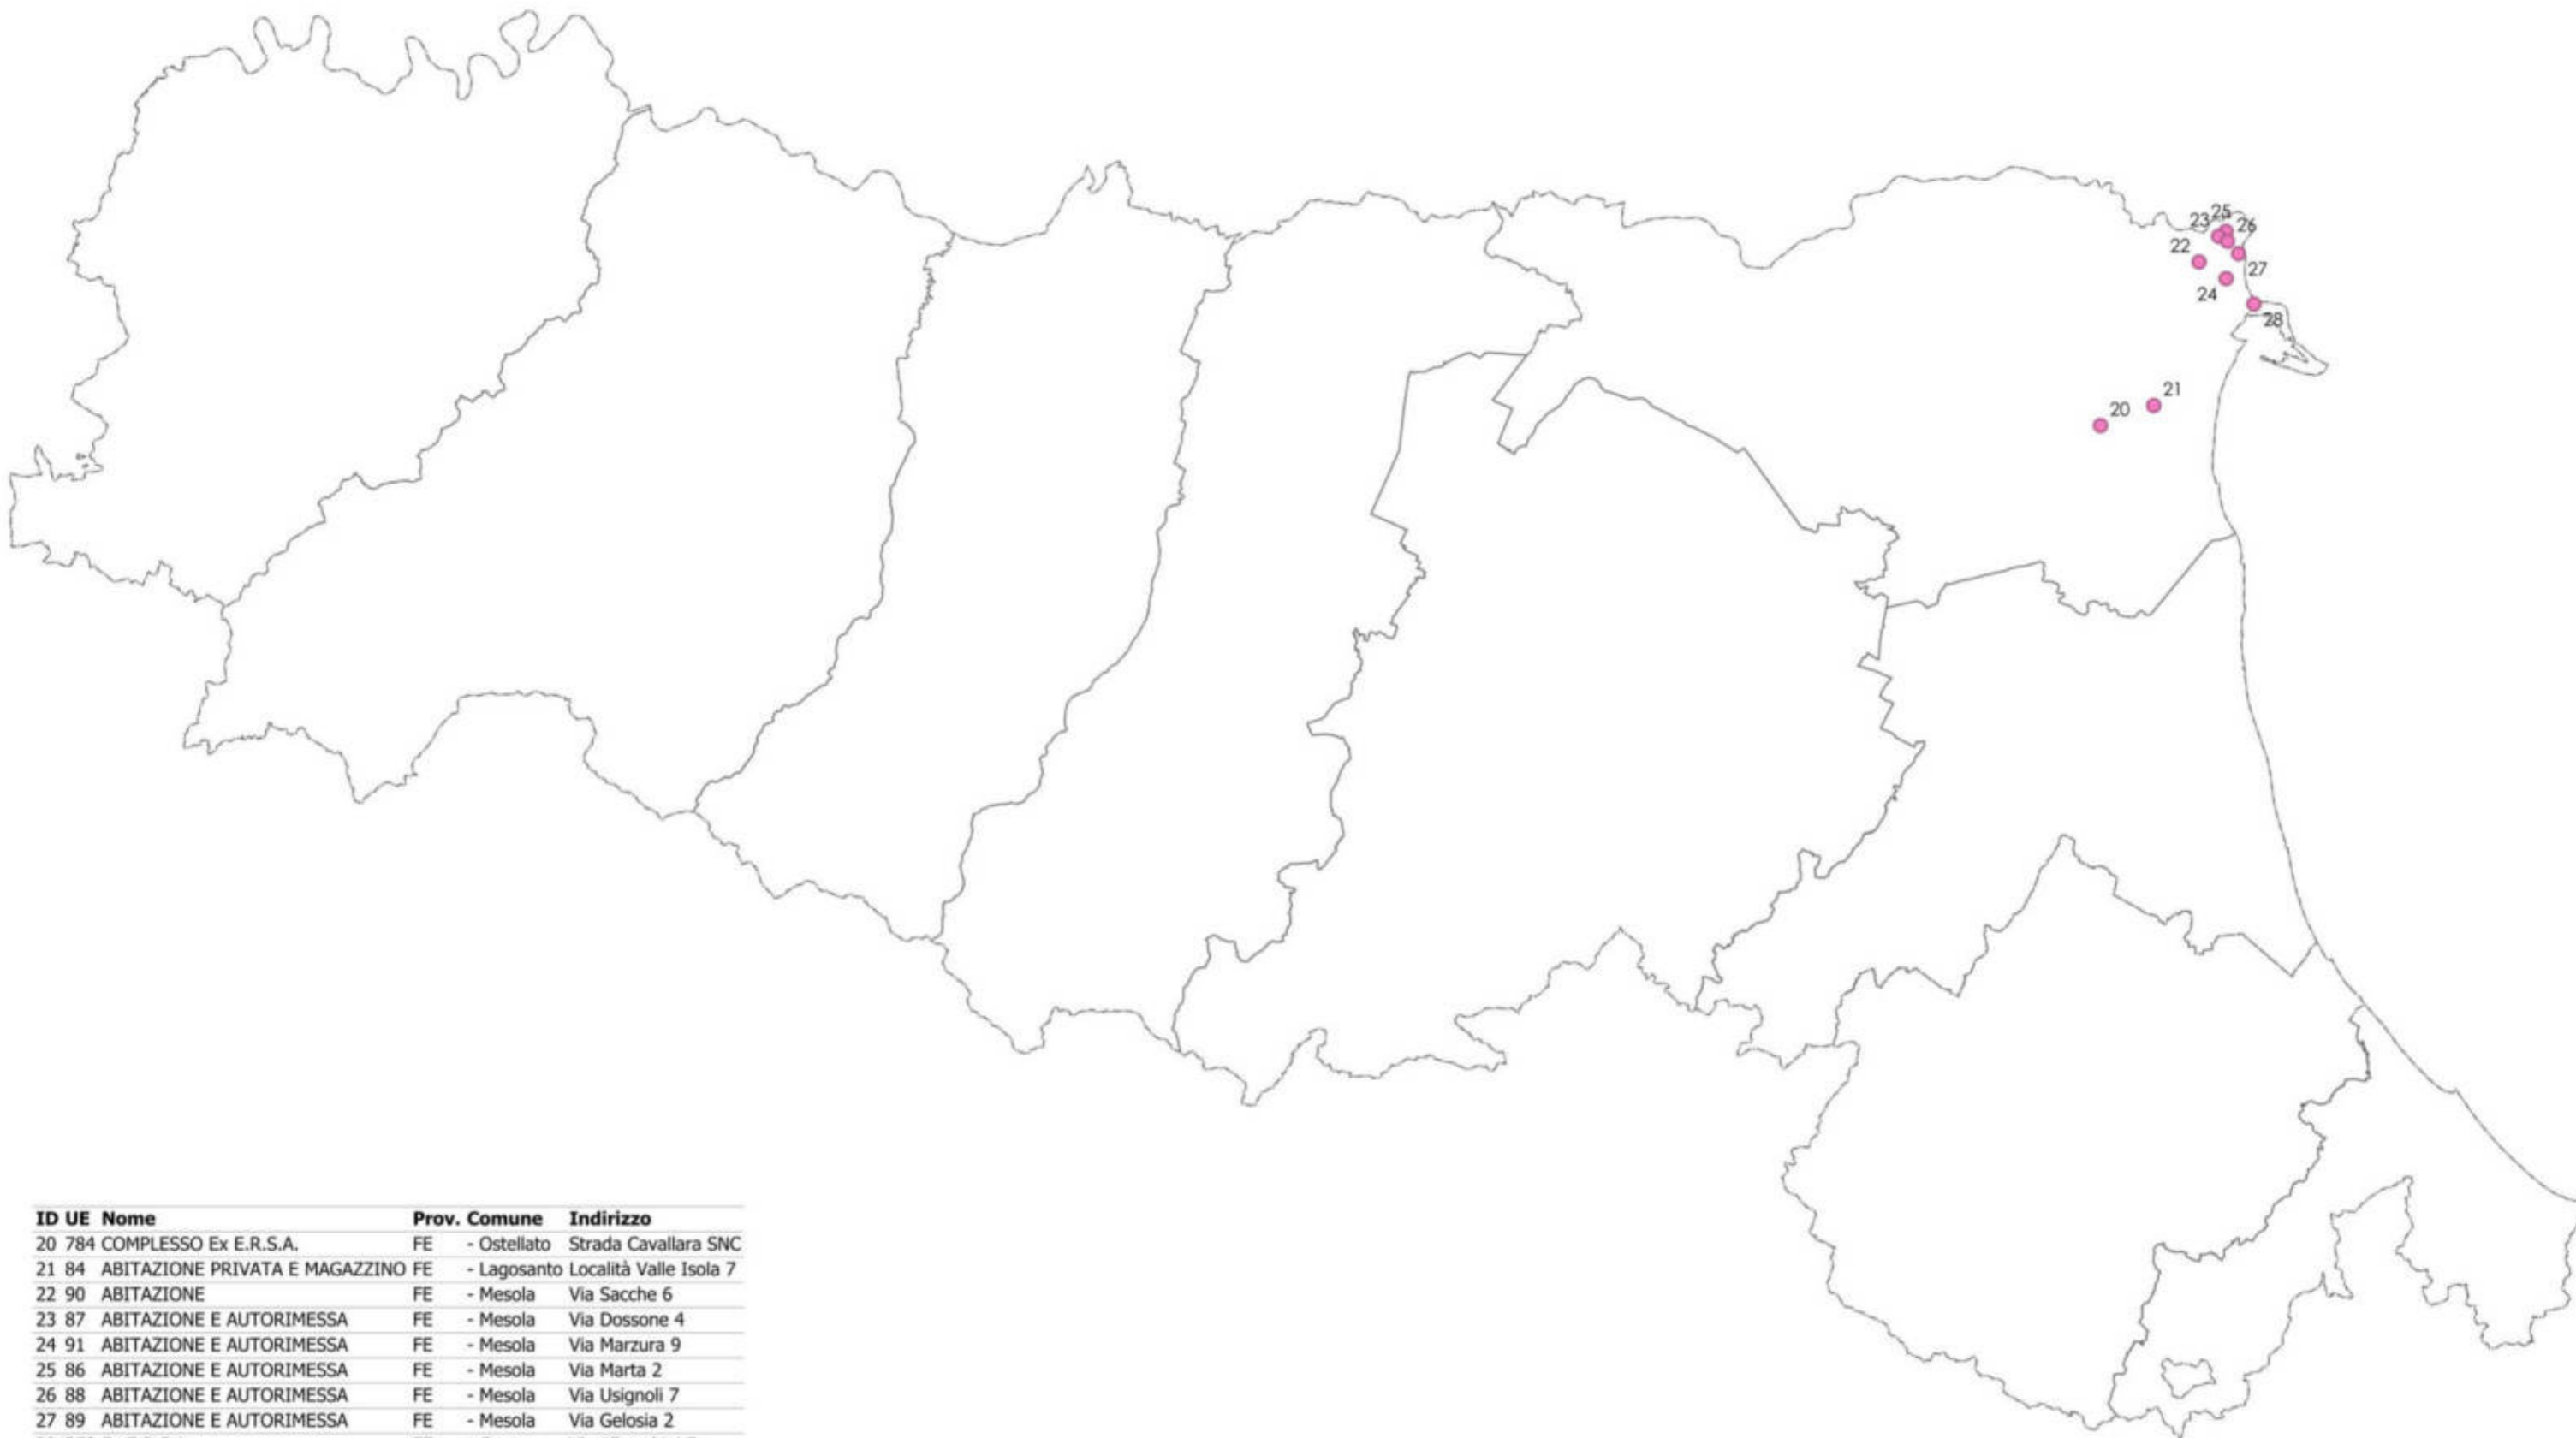 25
23
26
22
27
24
28
21
20
ID UE Nome Prov. Comune Indirizzo
20 784 COMPLESSO Ex E.R.S.A. FE - Ostellato Strada Cavallara SNC
21 84 ABITAZIONE PRIVATA E MAGAZZINO FE - Lagosanto Località Valle Isola 7
22 90 ABITAZIONE FE - Mesola Via Sacche 6
23 87 ABITAZIONE E AUTORIMESSA FE - Mesola Via Dossone 4
24 91 ABITAZIONE E AUTORIMESSA FE - Mesola Via Marzura 9
25 86 ABITAZIONE E AUTORIMESSA FE - Mesola Via Marta 2
26 88 ABITAZIONE E AUTORIMESSA FE - Mesola Via Usignoli 7
27 89 ABITAZIONE E AUTORIMESSA FE - Mesola Via Gelosia 2